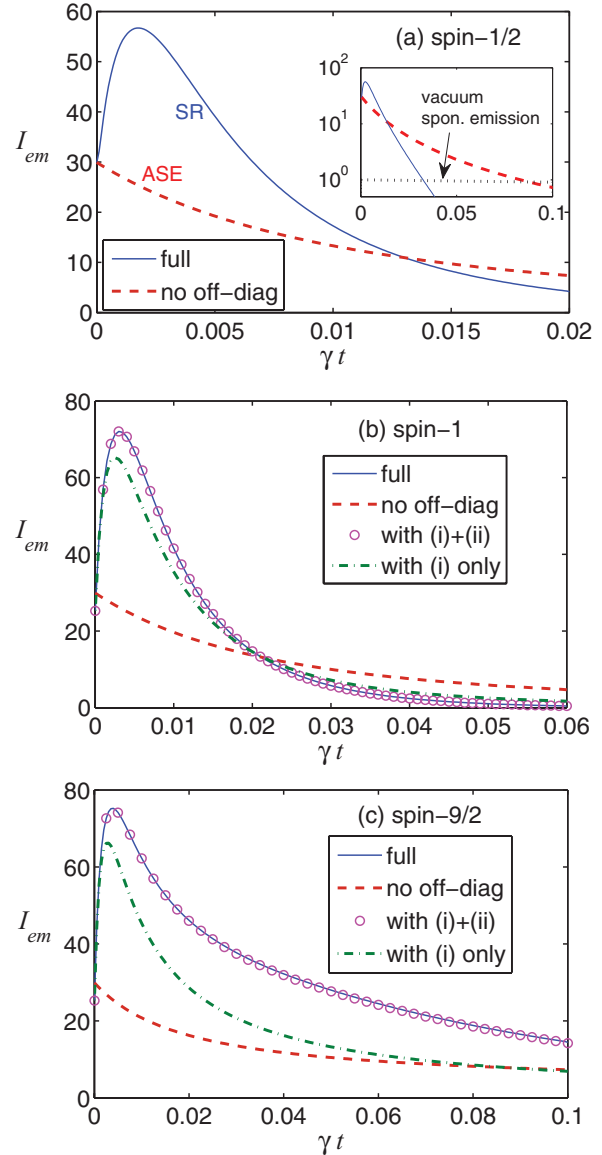 60
50
40
30
20
10
0
I_em
(a) spin−1/2
SR
ASE
full
no off−diag
10^2
10^1
10^0
vacuum
spon. emission
0 0.05 0.1
0 0.005 0.01 0.015 0.02
γ t
80
60
40
20
0
I_em
(b) spin−1
full
no off−diag
with (i)+(ii)
with (i) only
0 0.01 0.02 0.03 0.04 0.05 0.06
γ t
80
60
40
20
0
I_em
(c) spin−9/2
full
no off−diag
with (i)+(ii)
with (i) only
0 0.02 0.04 0.06 0.08 0.1
γ t